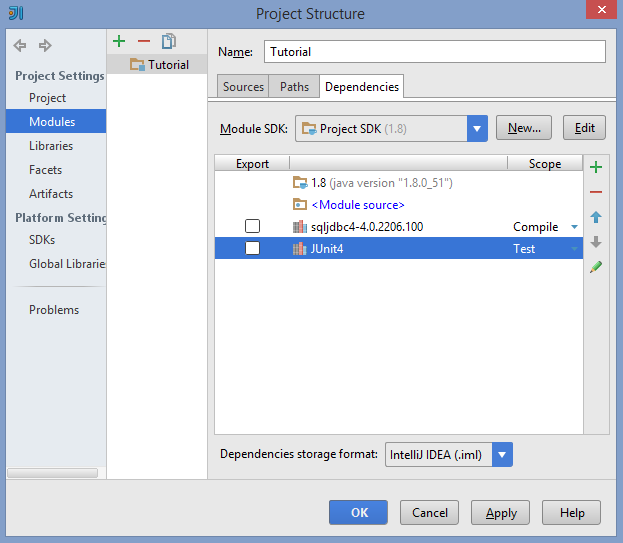 Project Structure
Project Settings
Project
Modules
Libraries
Facets
Artifacts
Platform Setting
SDKs
Global Librarie
Problems
Tutorial
Name: Tutorial
Sources Paths Dependencies
Module SDK: Project SDK (1.8) New... Edit
Export Scope
1.8 (java version "1.8.0_51")
<Module source>
sqljdbc4-4.0.2206.100 Compile
JUnit4 Test
Dependencies storage format: IntelliJ IDEA (.iml)
OK Cancel Apply Help